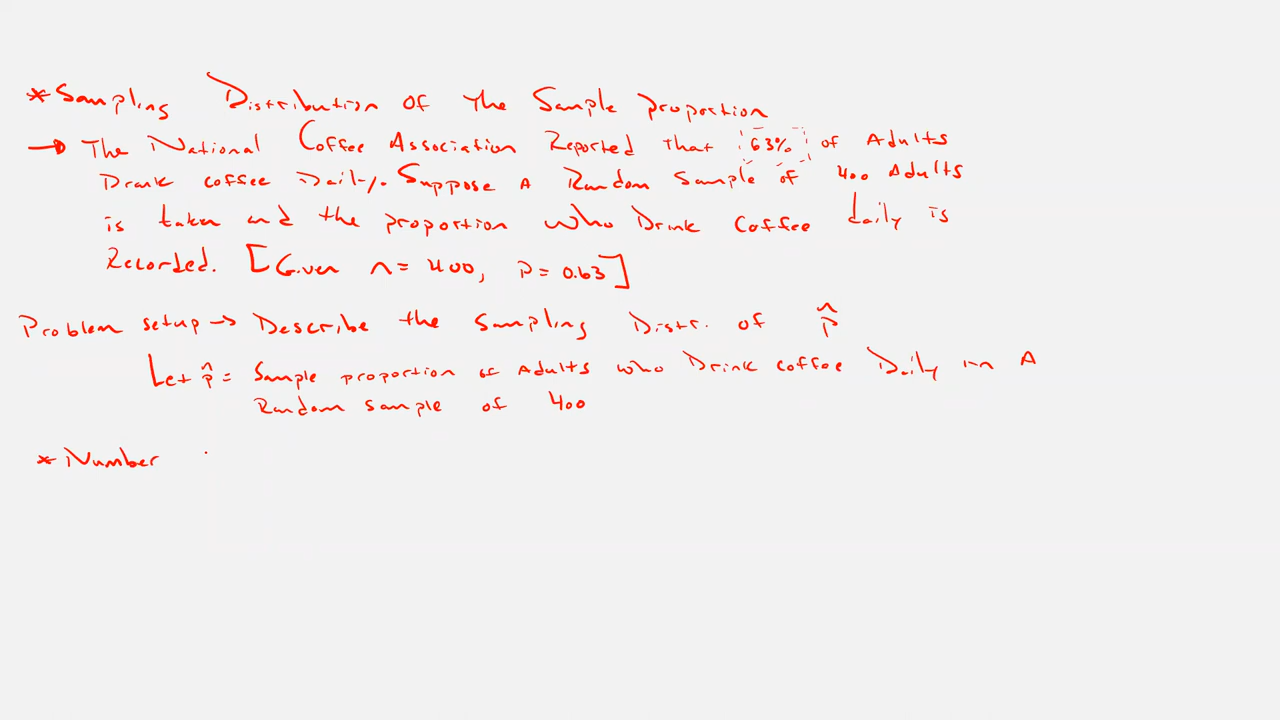 * Sampling Distribution of the Sample proportion
→ The National Coffee Association Reported that 63% of Adults
Drank coffee Daily. Suppose A Random Sample of 400 Adults
is taken and the proportion who Drink Coffee daily is
Recorded. [Given n = 400, P = 0.63]
Problem setup → Describe the Sampling Distr. of p̂
Let p̂ = Sample proportion of Adults who Drink coffee Daily in A
Random sample of 400
* Number